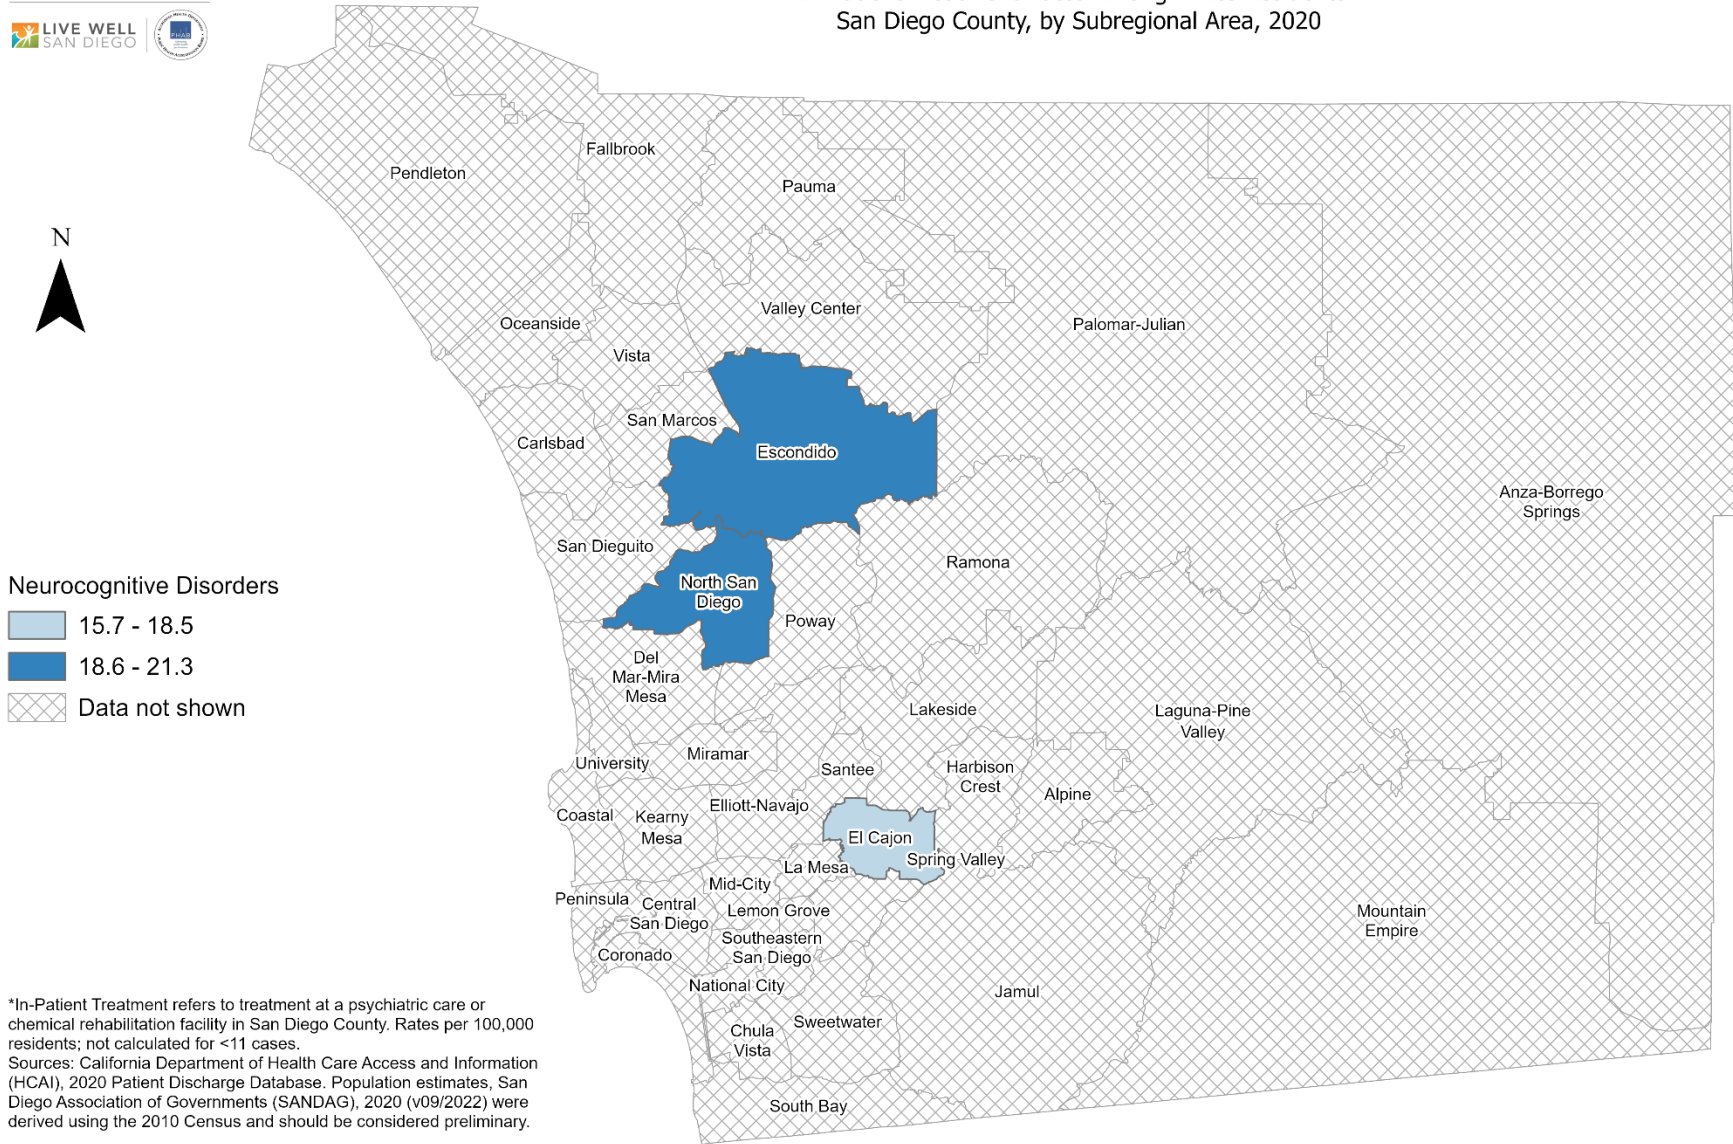 LIVE WELL
SAN DIEGO
PHAB
San Diego County, by Subregional Area, 2020
N
Fallbrook
Pendleton
Pauma
Valley Center
Oceanside
Palomar-Julian
Vista
San Marcos
Carlsbad
Escondido
Anza-Borrego
Springs
San Dieguito
Ramona
North San
Diego
Poway
Neurocognitive Disorders
15.7 - 18.5
18.6 - 21.3
Data not shown
Del
Mar-Mira
Mesa
Lakeside
Laguna-Pine
Valley
Miramar
University
Santee
Harbison
Crest
Alpine
Elliott-Navajo
Coastal
Kearny
Mesa
El Cajon
Spring Valley
La Mesa
Mid-City
Peninsula
Central
San Diego
Lemon Grove
Mountain
Empire
Southeastern
San Diego
Coronado
National City
Jamul
Sweetwater
Chula
Vista
South Bay
*In-Patient Treatment refers to treatment at a psychiatric care or
chemical rehabilitation facility in San Diego County. Rates per 100,000
residents; not calculated for <11 cases.
Sources: California Department of Health Care Access and Information
(HCAI), 2020 Patient Discharge Database. Population estimates, San
Diego Association of Governments (SANDAG), 2020 (v09/2022) were
derived using the 2010 Census and should be considered preliminary.